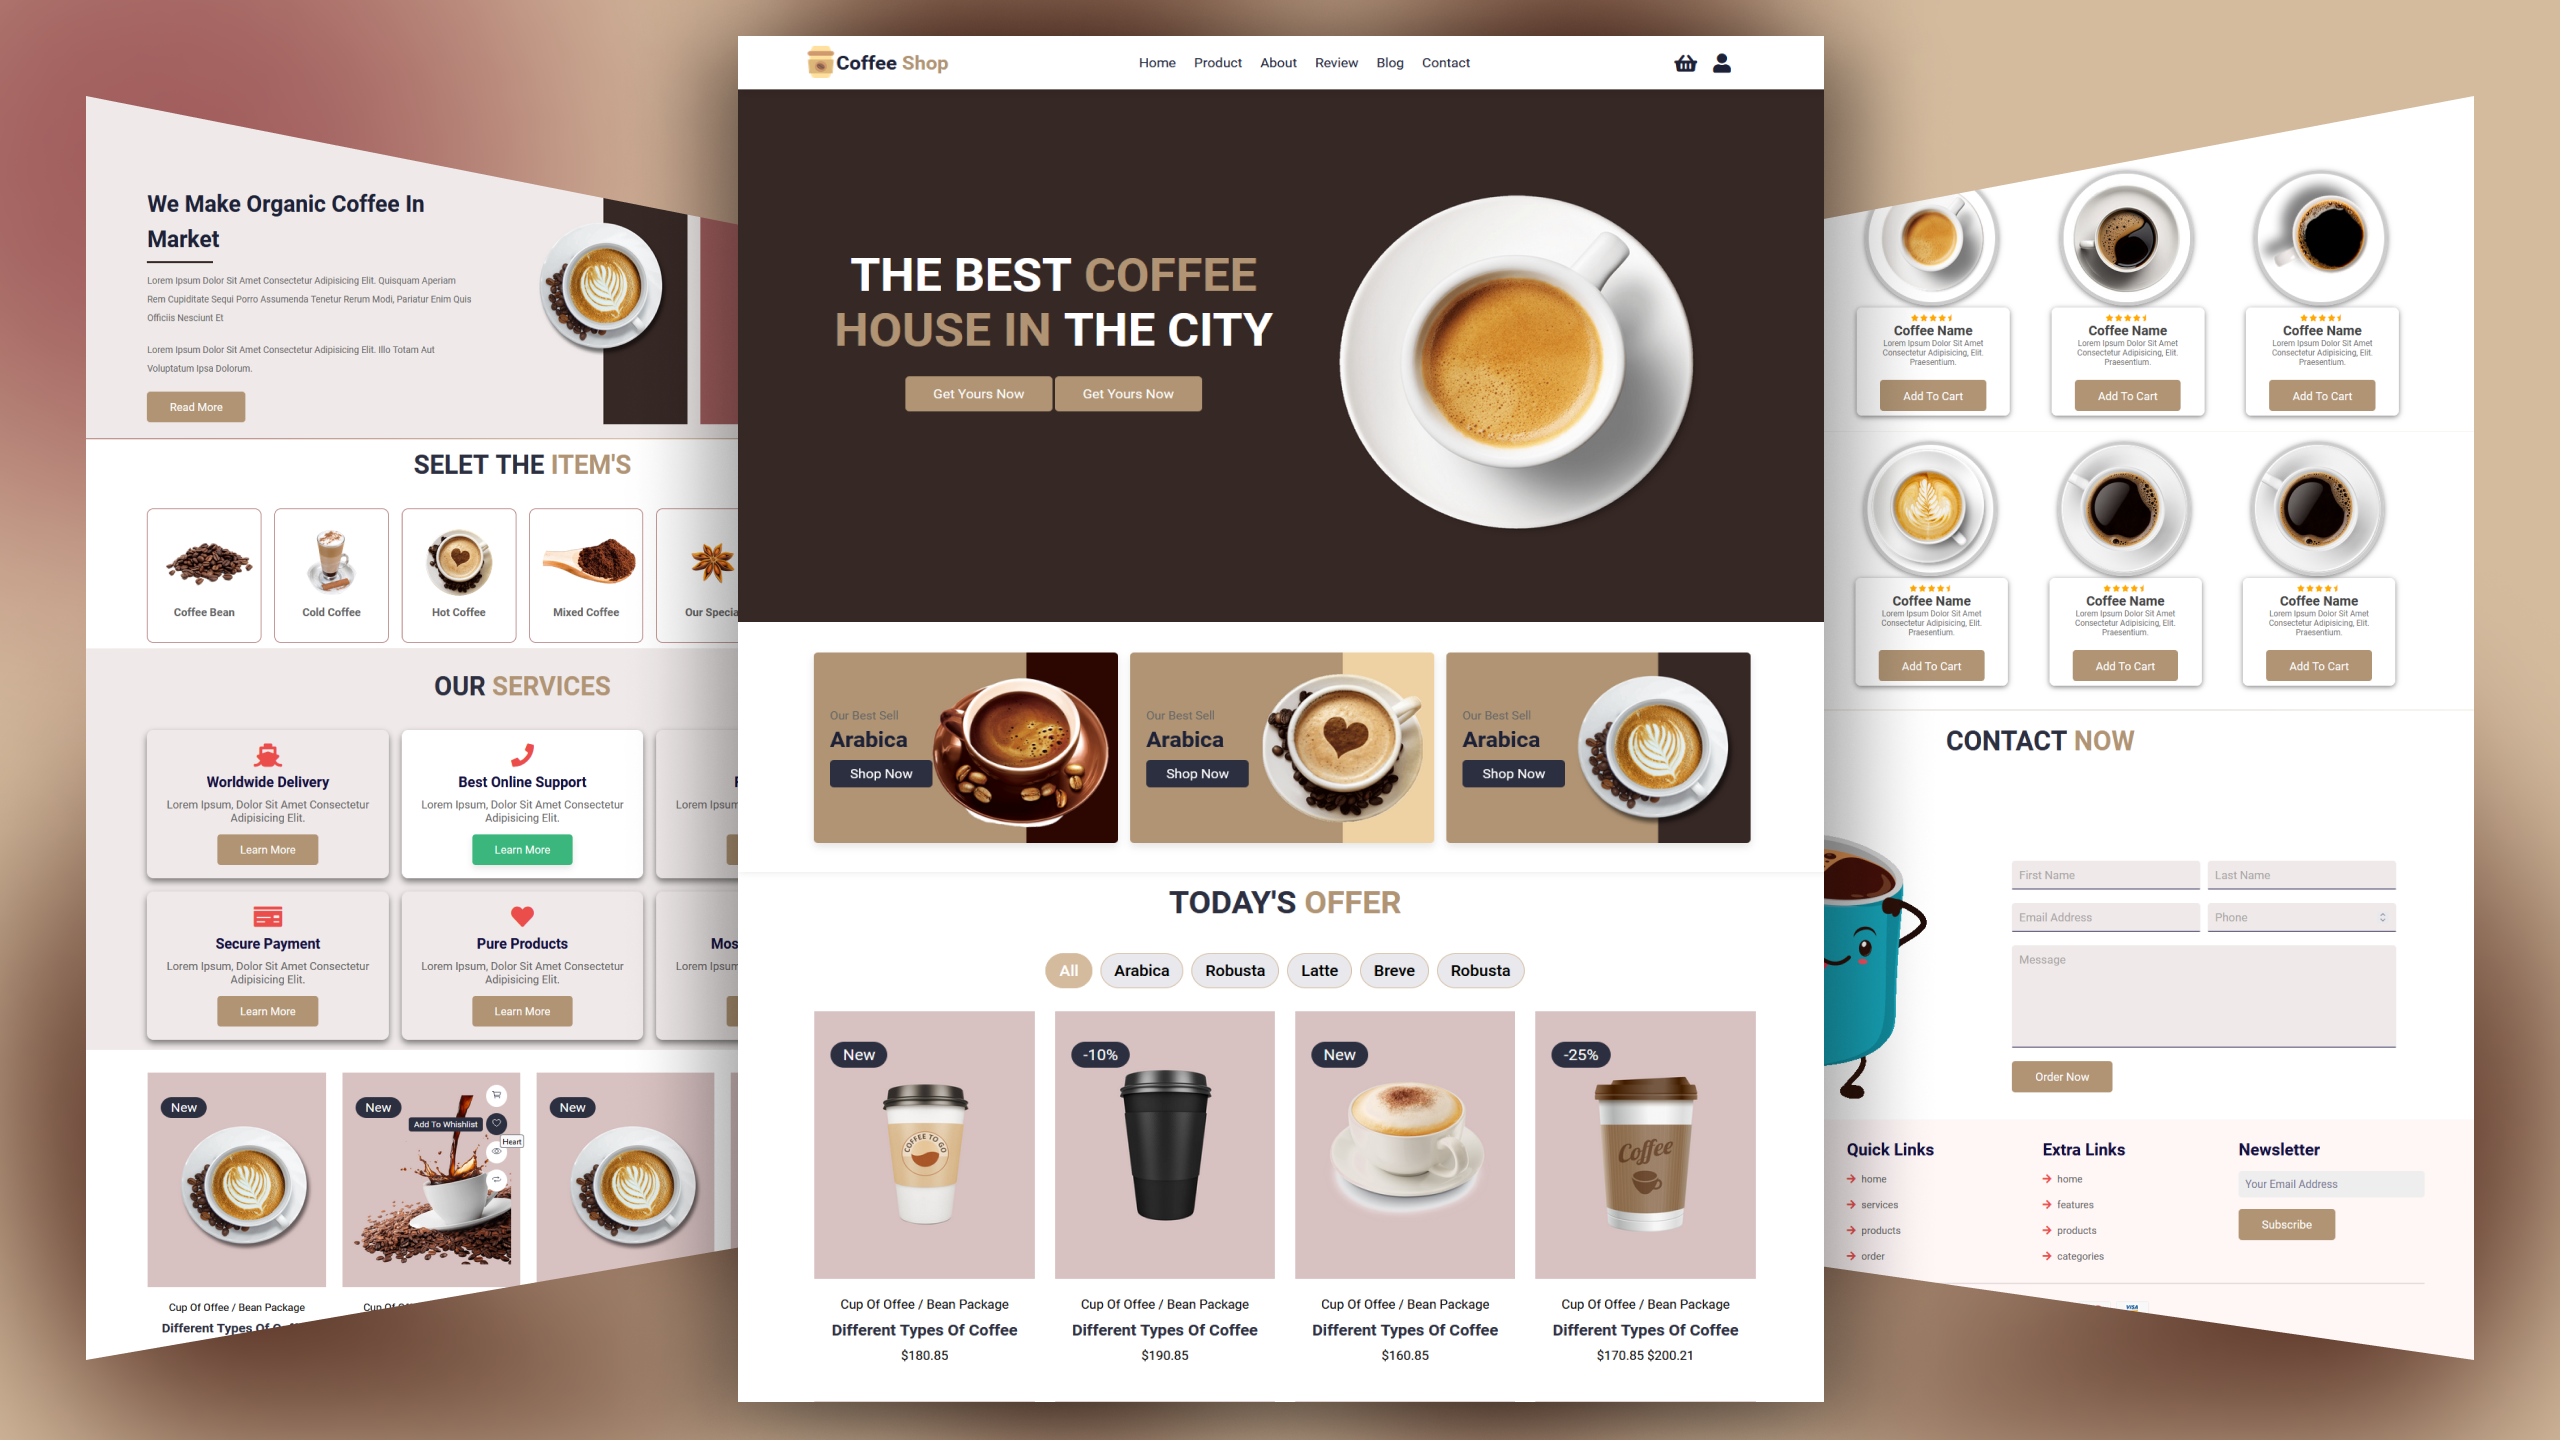 We Make Organic Coffee In
Market
Lorem Ipsum Dolor Sit Amet Consectetur Adipisicing Elit. Quisquam Aperiam
Rem Cupiditate Sequi Porro Assumenda Tenetur Rerum Modi, Pariatur Enim Quis
Officiis Nesciunt Et
Lorem Ipsum Dolor Sit Amet Consectetur Adipisicing Elit. Illo Totam Aut
Voluptatum Ipsa Dolorum.
Read More
SELET THE ITEM'S
Coffee Bean
Cold Coffee
Hot Coffee
Mixed Coffee
Our Specia
OUR SERVICES
Worldwide Delivery
Lorem Ipsum, Dolor Sit Amet Consectetur
Adipisicing Elit.
Learn More
Best Online Support
Lorem Ipsum, Dolor Sit Amet Consectetur
Adipisicing Elit.
Learn More
Lorem Ipsum
Secure Payment
Lorem Ipsum, Dolor Sit Amet Consectetur
Adipisicing Elit.
Learn More
Pure Products
Lorem Ipsum, Dolor Sit Amet Consectetur
Adipisicing Elit.
Learn More
Mos
Lorem Ipsum
New
New
Add To Whishlist
Heart
New
Cup Of Offee / Bean Package
Different Types Of
Coffee Shop
Home Product About Review Blog Contact
THE BEST COFFEE
HOUSE IN THE CITY
Get Yours Now
Get Yours Now
Our Best Sell
Arabica
Shop Now
Our Best Sell
Arabica
Shop Now
Our Best Sell
Arabica
Shop Now
TODAY'S OFFER
All Arabica Robusta Latte Breve Robusta
New
COFFEE TO GO
Cup Of Offee / Bean Package
Different Types Of Coffee
$180.85
-10%
Cup Of Offee / Bean Package
Different Types Of Coffee
$190.85
New
Cup Of Offee / Bean Package
Different Types Of Coffee
$160.85
-25%
Coffee
Cup Of Offee / Bean Package
Different Types Of Coffee
$170.85 $200.21
Coffee Name
Lorem Ipsum Dolor Sit Amet
Consectetur Adipisicing, Elit.
Praesentium.
Add To Cart
Coffee Name
Lorem Ipsum Dolor Sit Amet
Consectetur Adipisicing, Elit.
Praesentium.
Add To Cart
Coffee Name
Lorem Ipsum Dolor Sit Amet
Consectetur Adipisicing, Elit.
Praesentium.
Add To Cart
Coffee Name
Lorem Ipsum Dolor Sit Amet
Consectetur Adipisicing, Elit.
Praesentium.
Add To Cart
Coffee Name
Lorem Ipsum Dolor Sit Amet
Consectetur Adipisicing, Elit.
Praesentium.
Add To Cart
Coffee Name
Lorem Ipsum Dolor Sit Amet
Consectetur Adipisicing, Elit.
Praesentium.
Add To Cart
CONTACT NOW
First Name
Last Name
Email Address
Phone
Message
Order Now
Quick Links
home
services
products
order
Extra Links
home
features
products
categories
Newsletter
Your Email Address
Subscribe
VISA